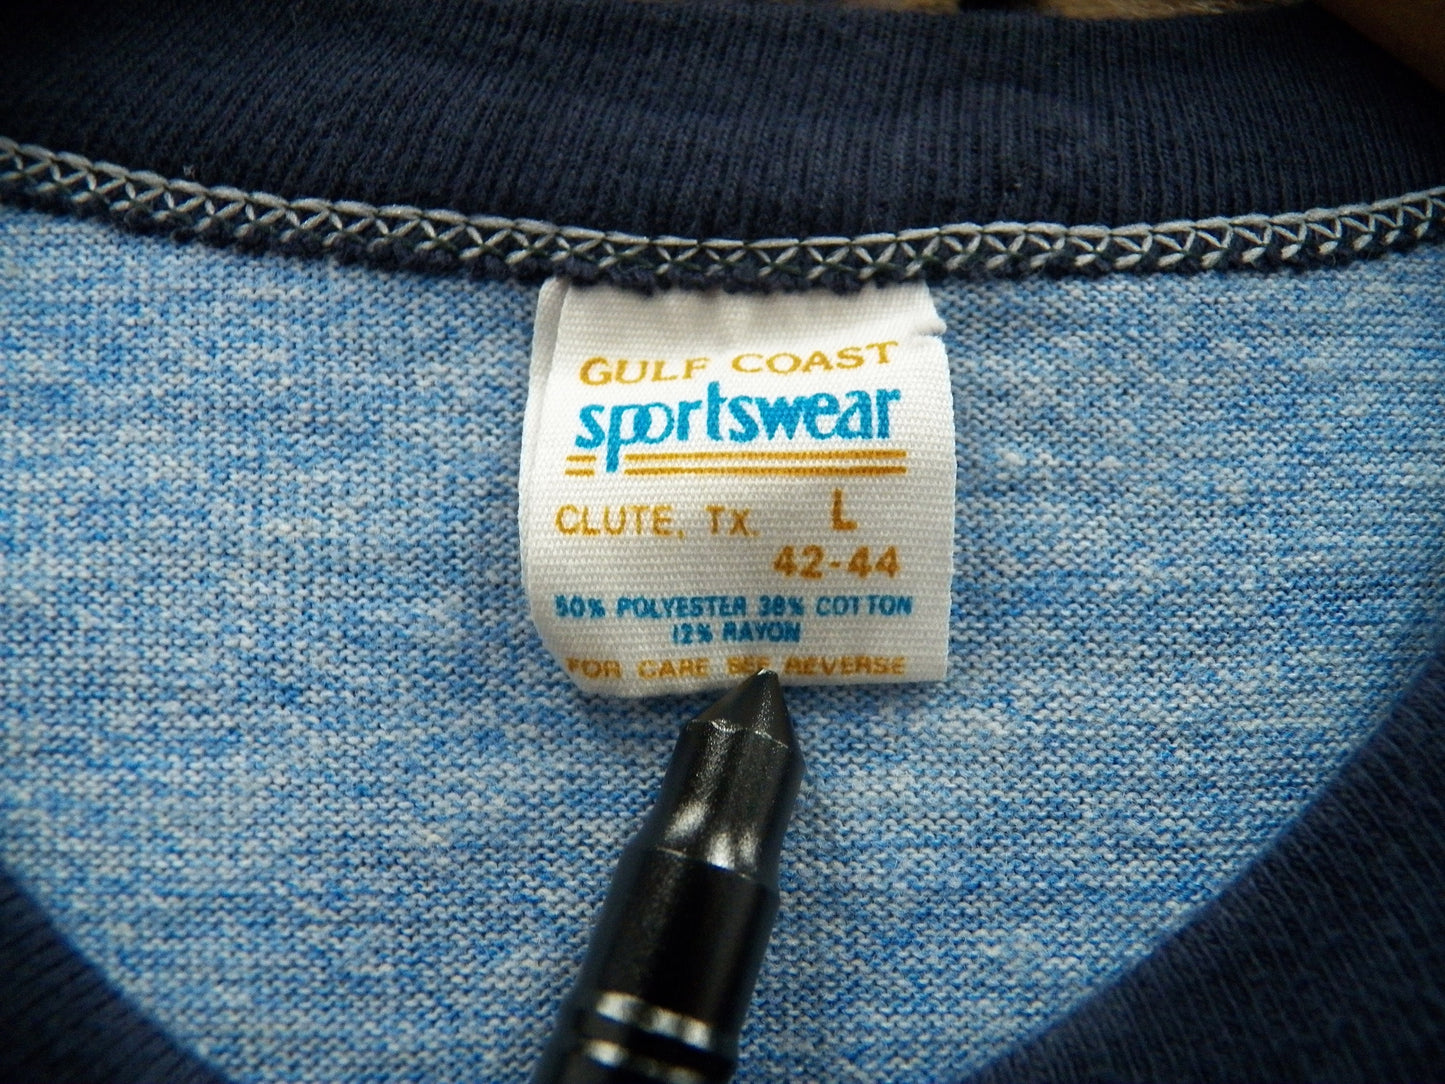 GULF COAST
sportswear
CLUTE, TX. L
42-44
50% POLYESTER 38% COTTON
12% RAYON
FOR CARE SEE REVERSE